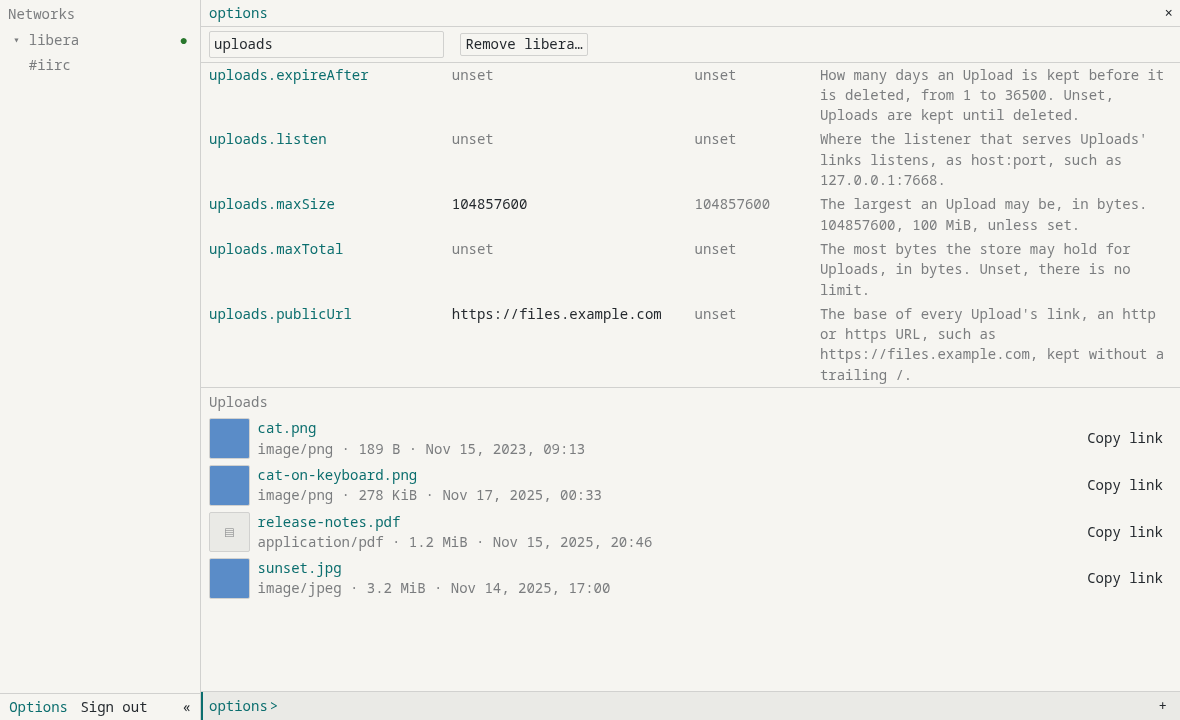 Networks
▾ libera ●
#iirc
options ×
uploads Remove libera…
uploads.expireAfter unset unset How many days an Upload is kept before it
is deleted, from 1 to 36500. Unset,
Uploads are kept until deleted.
uploads.listen unset unset Where the listener that serves Uploads'
links listens, as host:port, such as
127.0.0.1:7668.
uploads.maxSize 104857600 104857600 The largest an Upload may be, in bytes.
104857600, 100 MiB, unless set.
uploads.maxTotal unset unset The most bytes the store may hold for
Uploads, in bytes. Unset, there is no
limit.
uploads.publicUrl https://files.example.com unset The base of every Upload's link, an http
or https URL, such as
https://files.example.com, kept without a
trailing /.
Uploads
cat.png
image/png · 189 B · Nov 15, 2023, 09:13 Copy link
cat-on-keyboard.png
image/png · 278 KiB · Nov 17, 2025, 00:33 Copy link
release-notes.pdf
application/pdf · 1.2 MiB · Nov 15, 2025, 20:46 Copy link
sunset.jpg
image/jpeg · 3.2 MiB · Nov 14, 2025, 17:00 Copy link
Options Sign out «
options> +